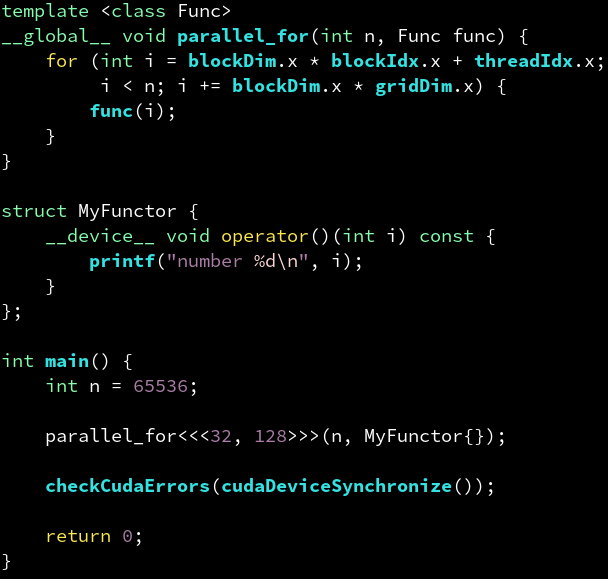 template <class Func>
__global__ void parallel_for(int n, Func func) {
    for (int i = blockDim.x * blockIdx.x + threadIdx.x;
         i < n; i += blockDim.x * gridDim.x) {
        func(i);
    }
}

struct MyFunctor {
    __device__ void operator()(int i) const {
        printf("number %d\n", i);
    }
};

int main() {
    int n = 65536;

    parallel_for<<<32, 128>>>(n, MyFunctor{});

    checkCudaErrors(cudaDeviceSynchronize());

    return 0;
}